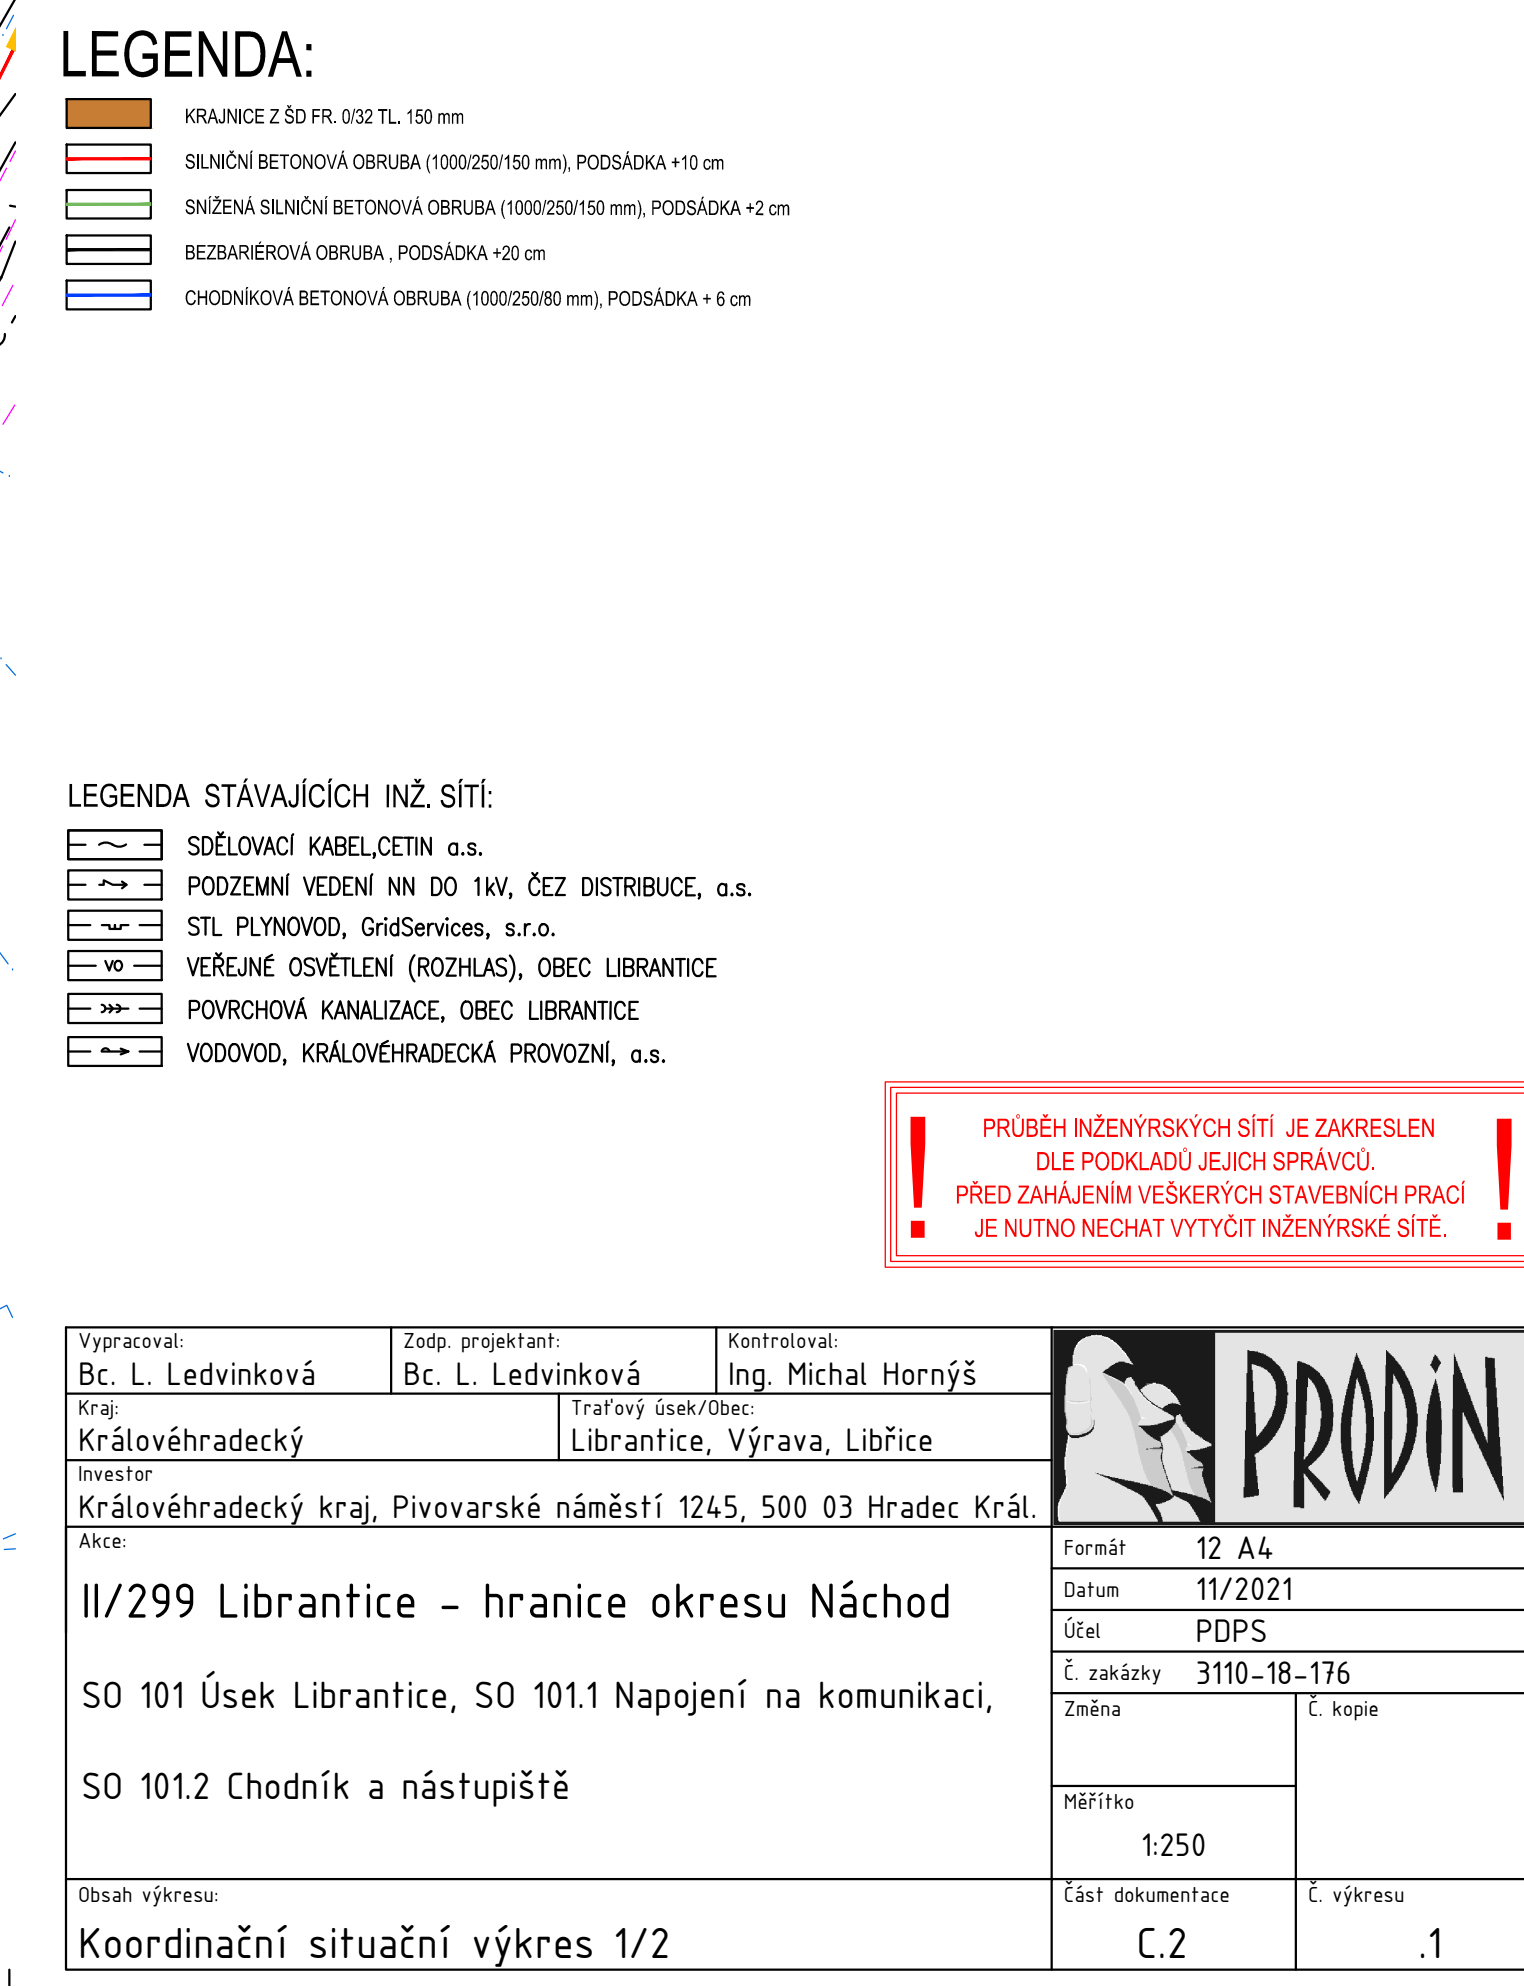 LEGENDA:
KRAJNICE Z ŠD FR. 0/32 TL. 150 mm
SILNIČNÍ BETONOVÁ OBRUBA (1000/250/150 mm), PODSÁDKA +10 cm
SNÍŽENÁ SILNIČNÍ BETONOVÁ OBRUBA (1000/250/150 mm), PODSÁDKA +2 cm
BEZBARIÉROVÁ OBRUBA , PODSÁDKA +20 cm
CHODNÍKOVÁ BETONOVÁ OBRUBA (1000/250/80 mm), PODSÁDKA + 6 cm
LEGENDA STÁVAJÍCÍCH INŽ. SÍTÍ:
SDĚLOVACÍ KABEL,CETIN a.s.
PODZEMNÍ VEDENÍ NN DO 1kV, ČEZ DISTRIBUCE, a.s.
STL PLYNOVOD, GridServices, s.r.o.
VO VEŘEJNÉ OSVĚTLENÍ (ROZHLAS), OBEC LIBRANTICE
POVRCHOVÁ KANALIZACE, OBEC LIBRANTICE
VODOVOD, KRÁLOVÉHRADECKÁ PROVOZNÍ, a.s.
! PRŮBĚH INŽENÝRSKÝCH SÍTÍ JE ZAKRESLEN !
DLE PODKLADŮ JEJICH SPRÁVCŮ.
PŘED ZAHÁJENÍM VEŠKERÝCH STAVEBNÍCH PRACÍ
JE NUTNO NECHAT VYTYČIT INŽENÝRSKÉ SÍTĚ.
Vypracoval: Zodp. projektant: Kontroloval:
Bc. L. Ledvinková Bc. L. Ledvinková Ing. Michal Hornýš
PRODIN
Kraj: Traťový úsek/Obec:
Královéhradecký Librantice, Výrava, Libřice
Investor
Královéhradecký kraj, Pivovarské náměstí 1245, 500 03 Hradec Král.
Akce:
II/299 Librantice - hranice okresu Náchod
SO 101 Úsek Librantice, SO 101.1 Napojení na komunikaci,
SO 101.2 Chodník a nástupiště
Formát 12 A4
Datum 11/2021
Účel PDPS
Č. zakázky 3110-18-176
Změna Č. kopie
Měřítko
1:250
Obsah výkresu:
Koordinační situační výkres 1/2
Část dokumentace Č. výkresu
C.2 .1